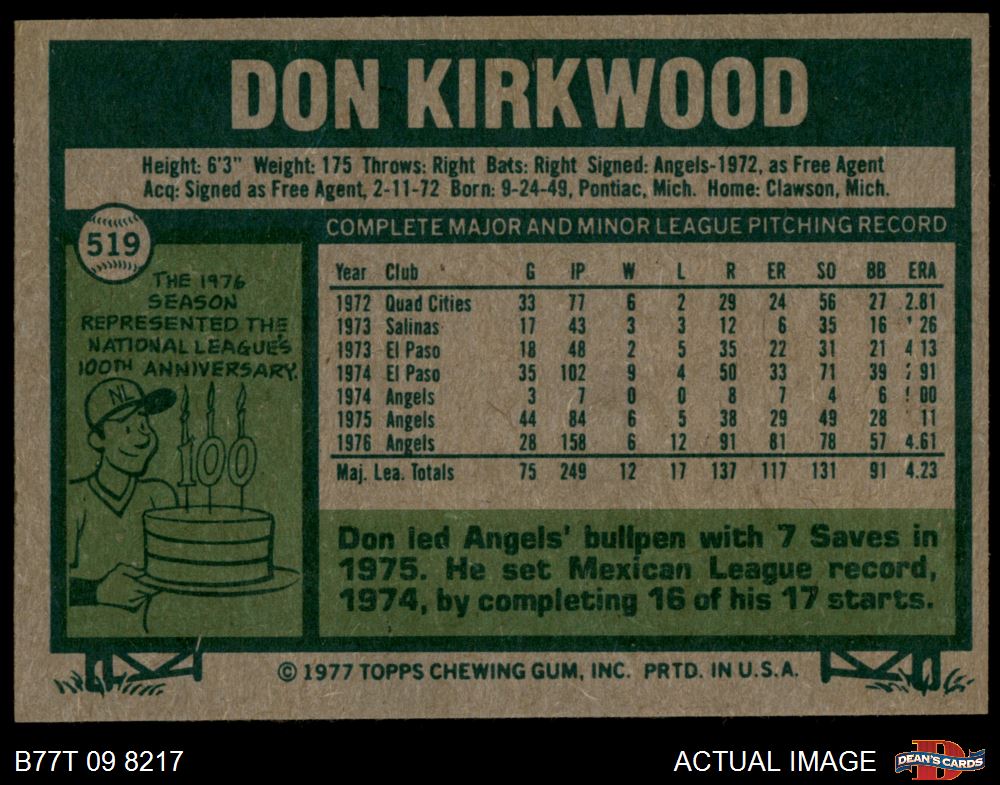 DON KIRKWOOD
Height: 6'3" Weight: 175 Throws: Right Bats: Right Signed: Angels-1972, as Free Agent
Acq: Signed as Free Agent, 2-11-72 Born: 9-24-49, Pontiac, Mich. Home: Clawson, Mich.
519
THE 1976
SEASON
REPRESENTED THE
NATIONAL LEAGUE'S
100TH ANNIVERSARY.
NL
100
COMPLETE MAJOR AND MINOR LEAGUE PITCHING RECORD
Year Club G IP W L R ER SO BB ERA
1972 Quad Cities 33 77 6 2 29 24 56 27 2.81
1973 Salinas 17 43 3 3 12 6 35 16 26
1973 El Paso 18 48 2 5 35 22 31 21 4 13
1974 El Paso 35 102 9 4 50 33 71 39 91
1974 Angels 3 7 0 0 8 7 4 6 00
1975 Angels 44 84 6 5 38 29 49 28 11
1976 Angels 28 158 6 12 91 81 78 57 4.61
Maj. Lea. Totals 75 249 12 17 137 117 131 91 4.23
Don led Angels' bullpen with 7 Saves in
1975. He set Mexican League record,
1974, by completing 16 of his 17 starts.
© 1977 TOPPS CHEWING GUM, INC. PRTD. IN U.S.A.
B77T 09 8217
ACTUAL IMAGE
D
DEAN'S CARDS